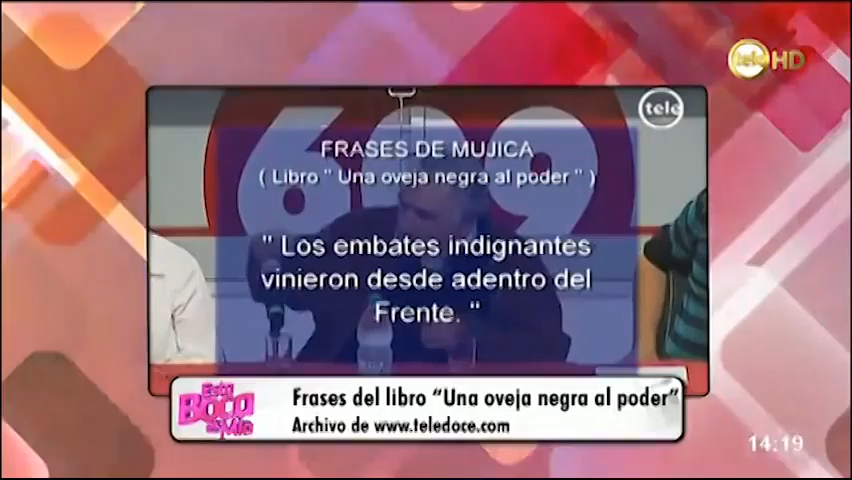 tele HD
tele
609
FRASES DE MUJICA
( Libro " Una oveja negra al poder " )
" Los embates indignantes
vinieron desde adentro del
Frente. "
Esta
BOCA
es Mía
Frases del libro “Una oveja negra al poder”
Archivo de www.teledoce.com
14:19